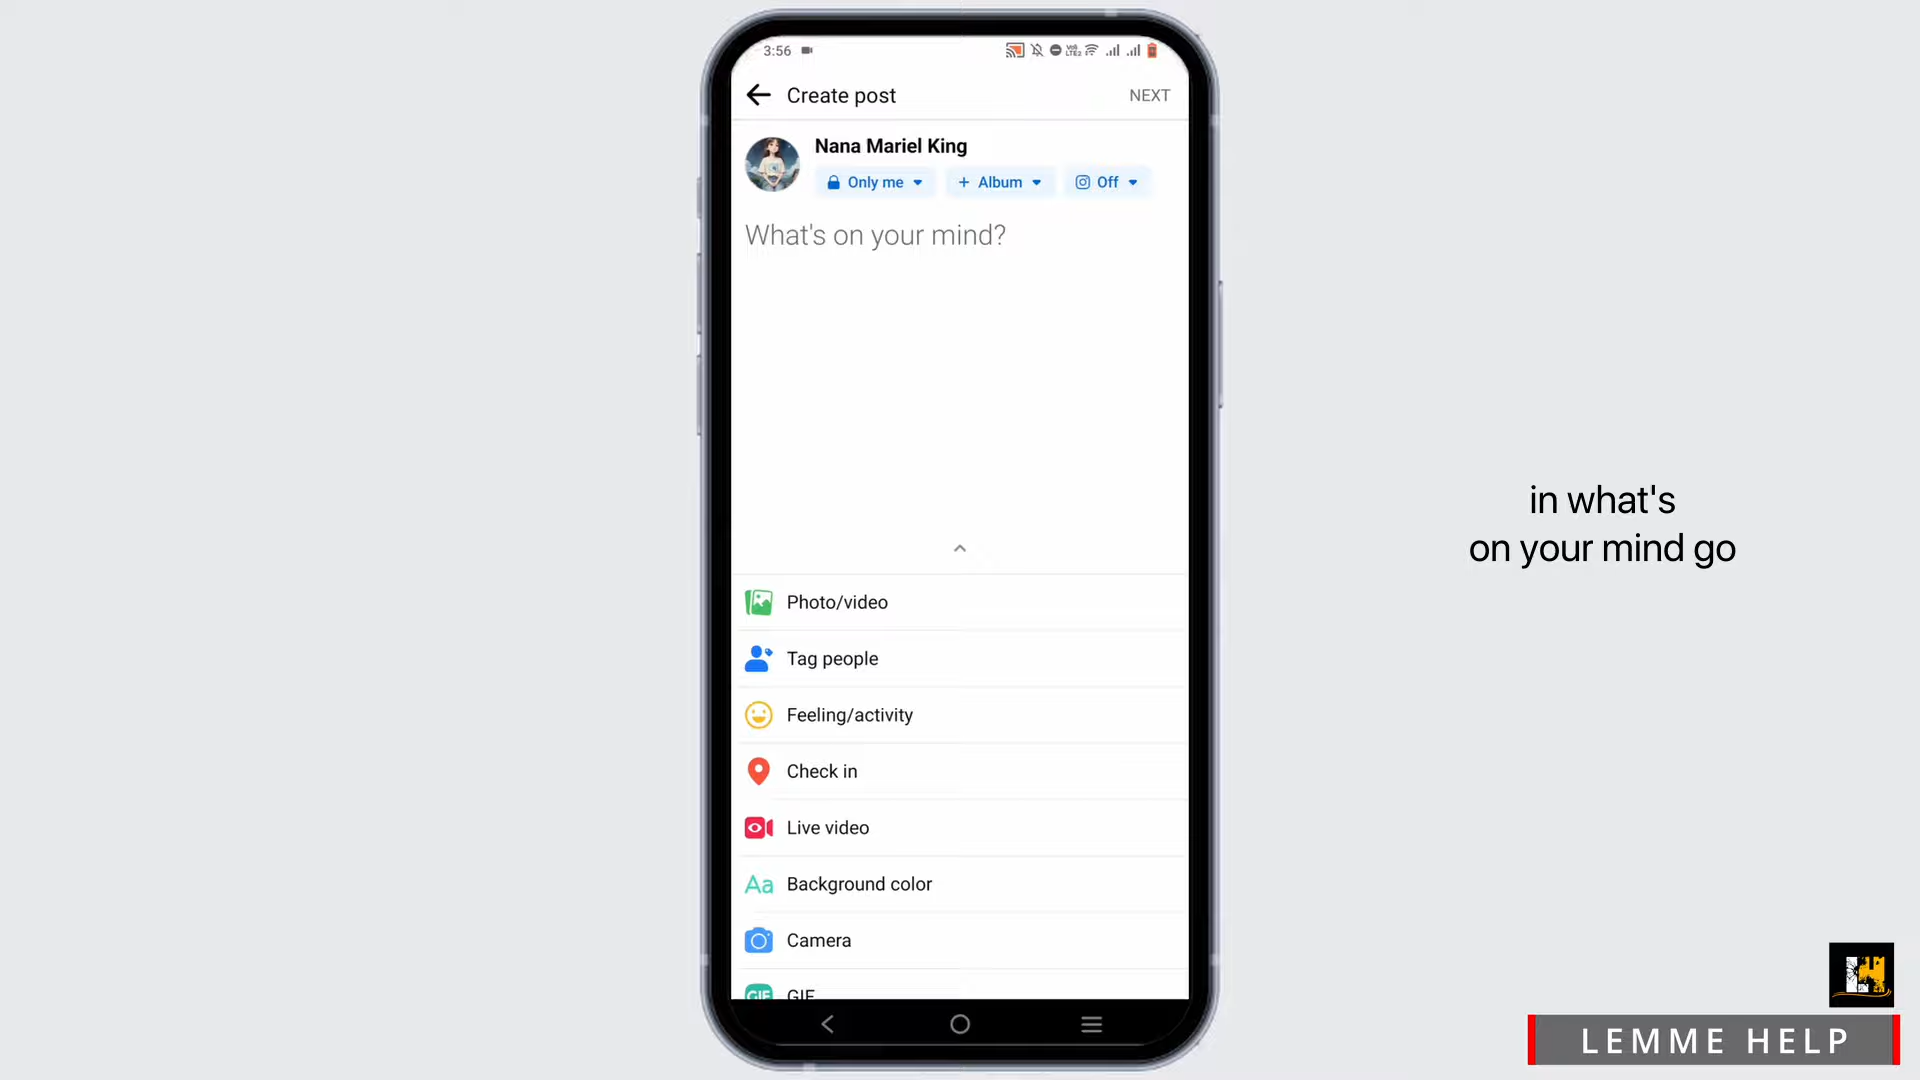 3:56
Create post
NEXT
Nana Mariel King
Only me
+ Album
Off
What's on your mind?
in what's
on your mind go
Photo/video
Tag people
Feeling/activity
Check in
Live video
Aa Background color
Camera
GIF GIF
LEMME HELP